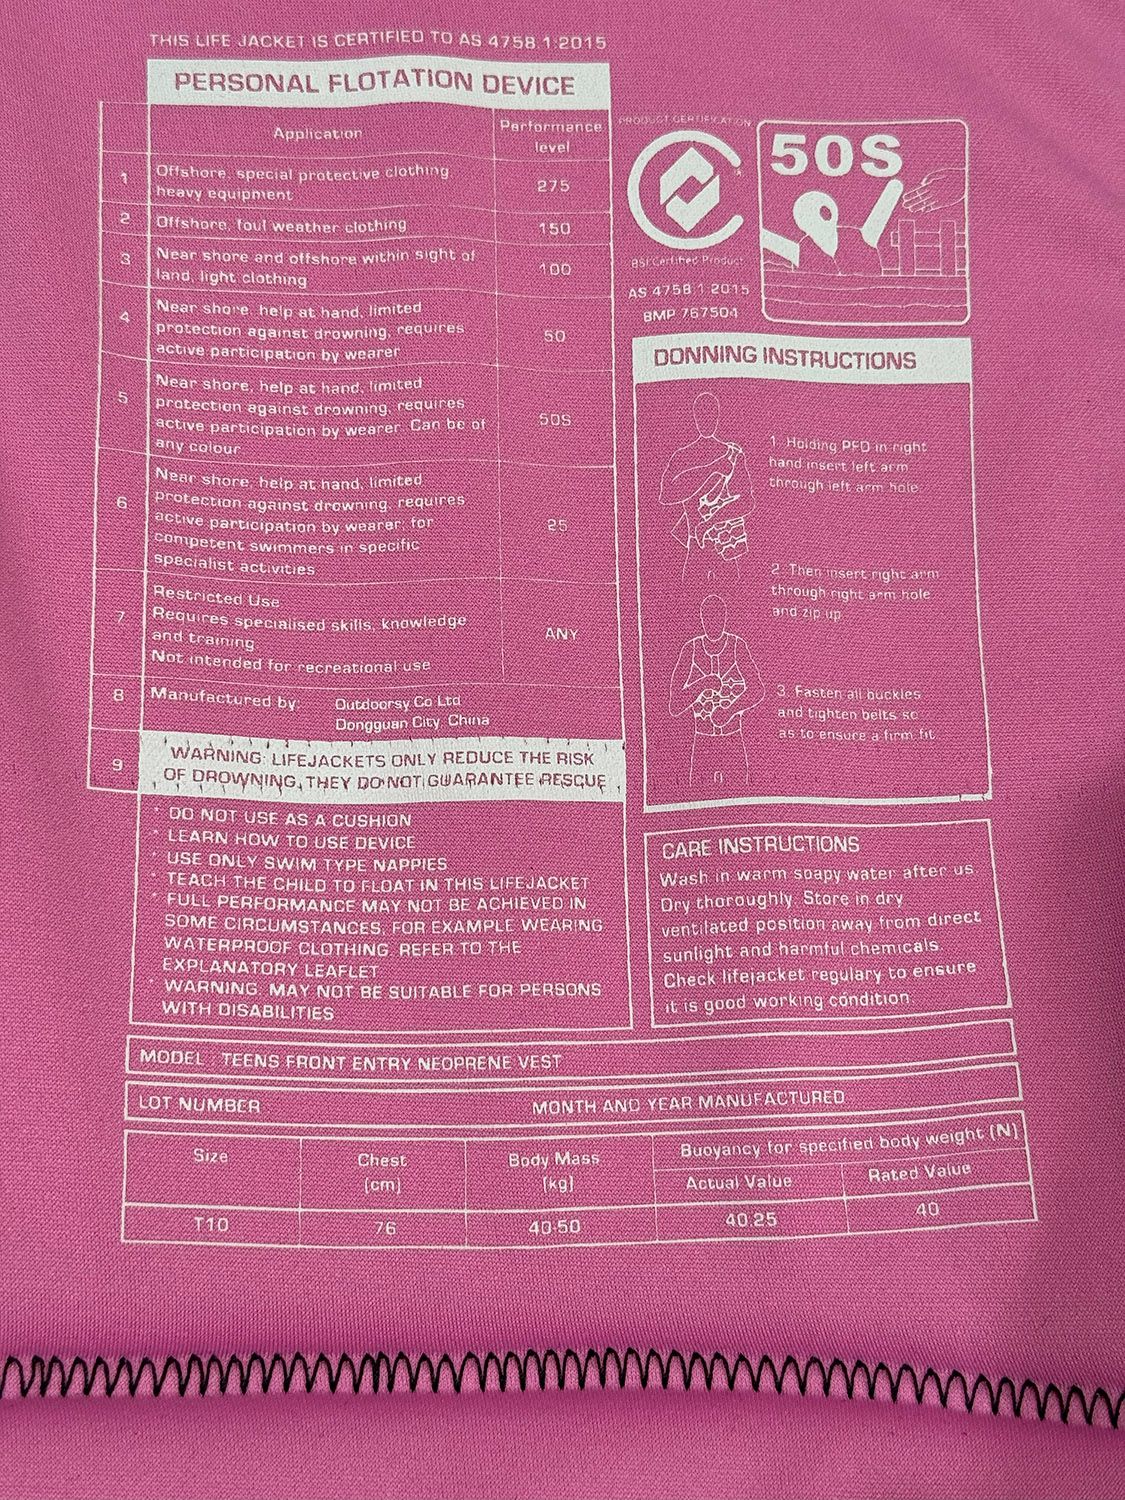 THIS LIFE JACKET IS CERTIFIED TO AS 4758.1:2015
PERSONAL FLOTATION DEVICE
Application
Performance
level
1
Offshore, special protective clothing
heavy equipment
275
2
Offshore, foul weather clothing
150
3
Near shore and offshore within sight of
land, light clothing
100
4
Near shore, help at hand, limited
protection against drowning, requires
active participation by wearer
50
5
Near shore, help at hand, limited
protection against drowning, requires
active participation by wearer. Can be of
any colour
50S
6
Near shore, help at hand, limited
protection against drowning, requires
active participation by wearer; for
competent swimmers in specific
specialist activities
25
7
Restricted Use
Requires specialised skills, knowledge
and training
Not intended for recreational use
ANY
8
Manufactured by:
Outdoorsy Co Ltd
Dongguan City, China
9
WARNING: LIFEJACKETS ONLY REDUCE THE RISK
OF DROWNING, THEY DO NOT GUARANTEE RESCUE
* DO NOT USE AS A CUSHION
* LEARN HOW TO USE DEVICE
* USE ONLY SWIM TYPE NAPPIES
* TEACH THE CHILD TO FLOAT IN THIS LIFEJACKET
* FULL PERFORMANCE MAY NOT BE ACHIEVED IN
SOME CIRCUMSTANCES, FOR EXAMPLE WEARING
WATERPROOF CLOTHING. REFER TO THE
EXPLANATORY LEAFLET
* WARNING. MAY NOT BE SUITABLE FOR PERSONS
WITH DISABILITIES
PRODUCT CERTIFICATION
BSI Certified Product
AS 4758.1:2015
BMP 767504
50S
DONNING INSTRUCTIONS
1. Holding PFD in right
hand insert left arm
through left arm hole.
2. Then insert right arm
through right arm hole
and zip up.
3. Fasten all buckles
and tighten belts so
as to ensure a firm fit
CARE INSTRUCTIONS
Wash in warm soapy water after us
Dry thoroughly. Store in dry
ventilated position away from direct
sunlight and harmful chemicals.
Check lifejacket regulary to ensure
it is good working condition.
MODEL : TEENS FRONT ENTRY NEOPRENE VEST
LOT NUMBER
MONTH AND YEAR MANUFACTURED
Size
Chest
(cm)
Body Mass
(kg)
Buoyancy for specified body weight (N)
Actual Value
Rated Value
T10
76
40-50
40.25
40